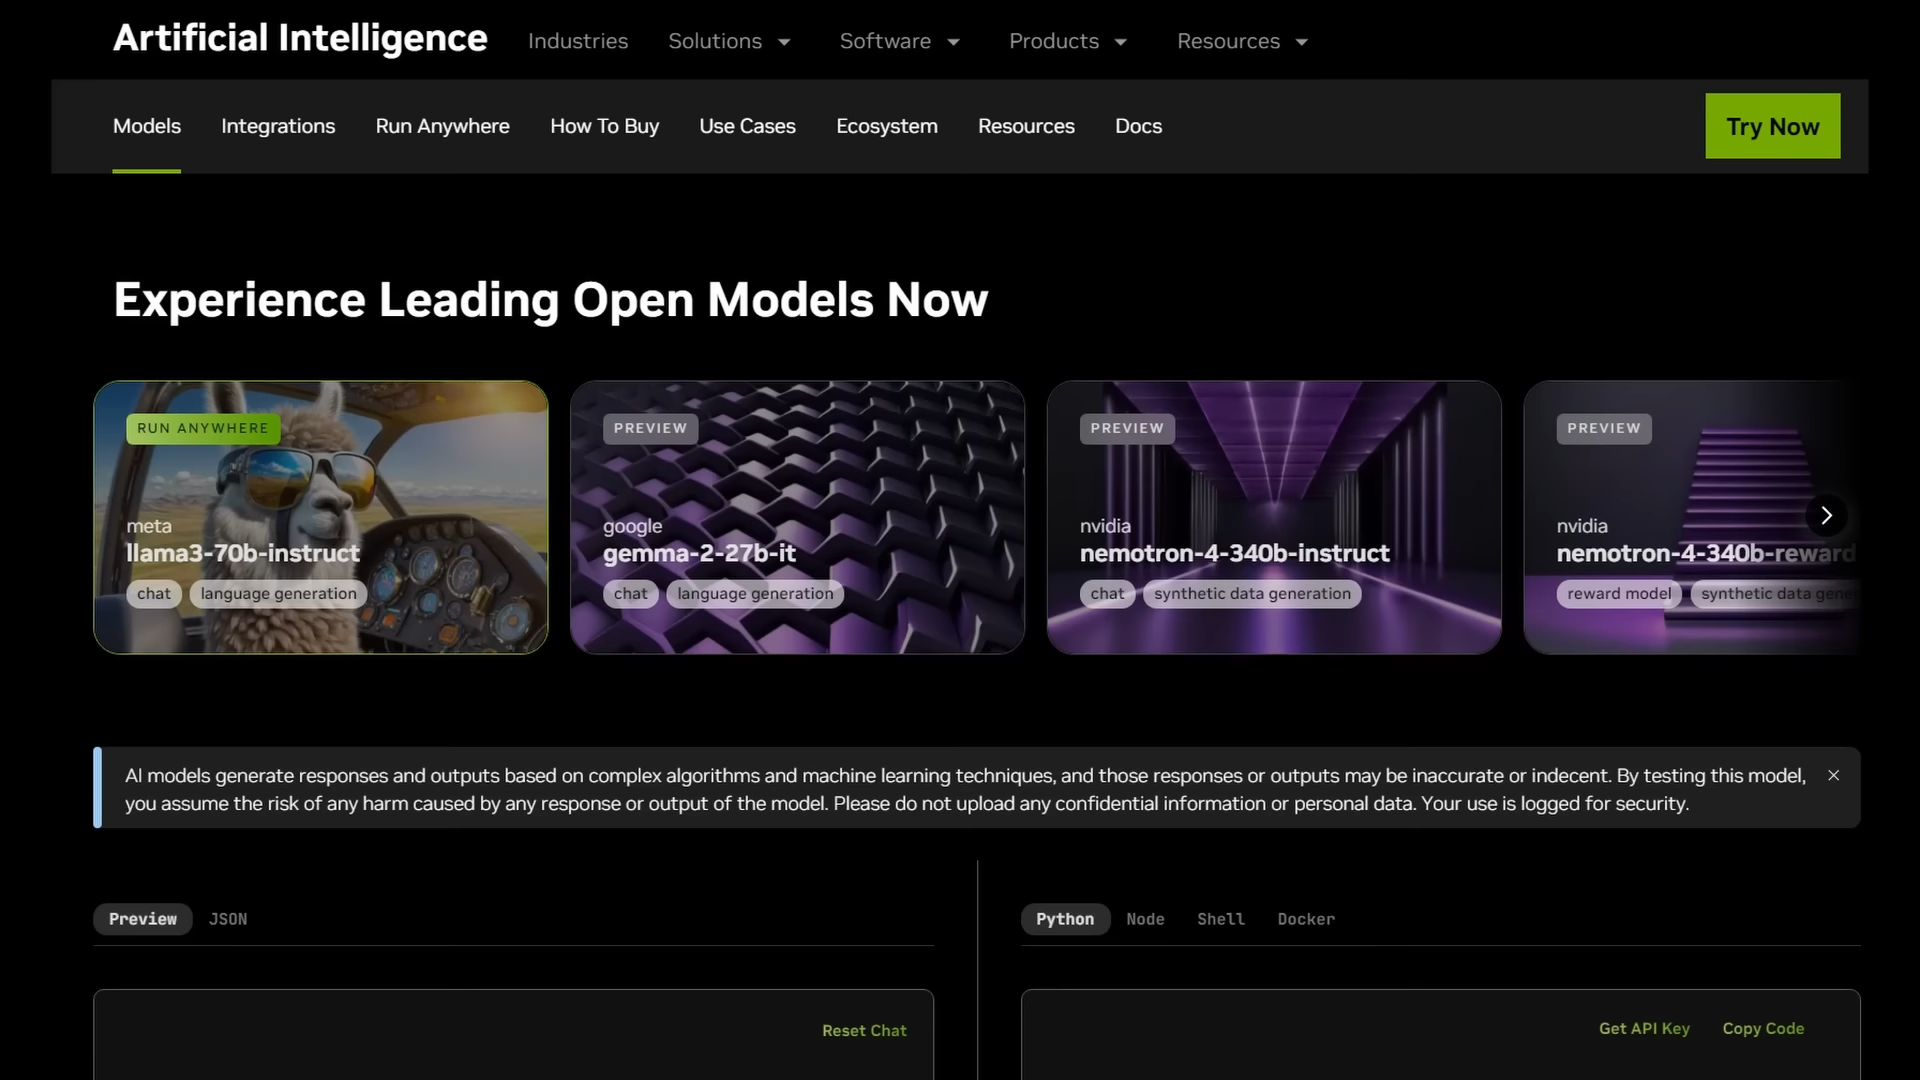 Artificial Intelligence
Industries
Solutions
Software
Products
Resources
Models
Integrations
Run Anywhere
How To Buy
Use Cases
Ecosystem
Resources
Docs
Try Now
Experience Leading Open Models Now
RUN ANYWHERE
meta
llama3-70b-instruct
chat
language generation
PREVIEW
google
gemma-2-27b-it
chat
language generation
PREVIEW
nvidia
nemotron-4-340b-instruct
chat
synthetic data generation
PREVIEW
nvidia
nemotron-4-340b-reward
reward model
synthetic data gene
AI models generate responses and outputs based on complex algorithms and machine learning techniques, and those responses or outputs may be inaccurate or indecent. By testing this model,
you assume the risk of any harm caused by any response or output of the model. Please do not upload any confidential information or personal data. Your use is logged for security.
Preview
JSON
Reset Chat
Python
Node
Shell
Docker
Get API Key
Copy Code